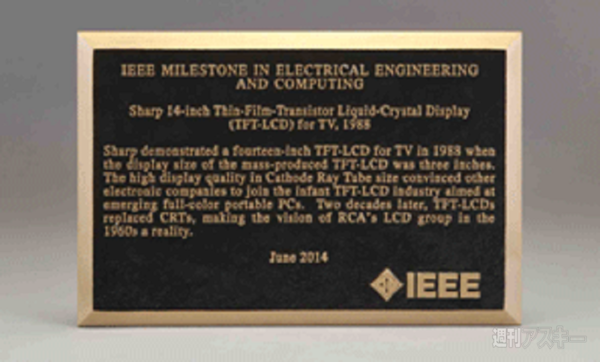 IEEE MILESTONE IN ELECTRICAL ENGINEERING
AND COMPUTING
Sharp 14-inch Thin-Film-Transistor Liquid-Crystal Display
(TFT-LCD) for TV, 1988
Sharp demonstrated a fourteen-inch TFT-LCD for TV in 1988 when
the display size of the mass-produced TFT-LCD was three inches.
The high display quality in Cathode Ray Tube size convinced other
electronic companies to join the infant TFT-LCD industry aimed at
emerging full-color portable PCs. Two decades later, TFT-LCDs
replaced CRTs, making the vision of RCA's LCD group in the
1960s a reality.
June 2014
IEEE
週刊アスキー